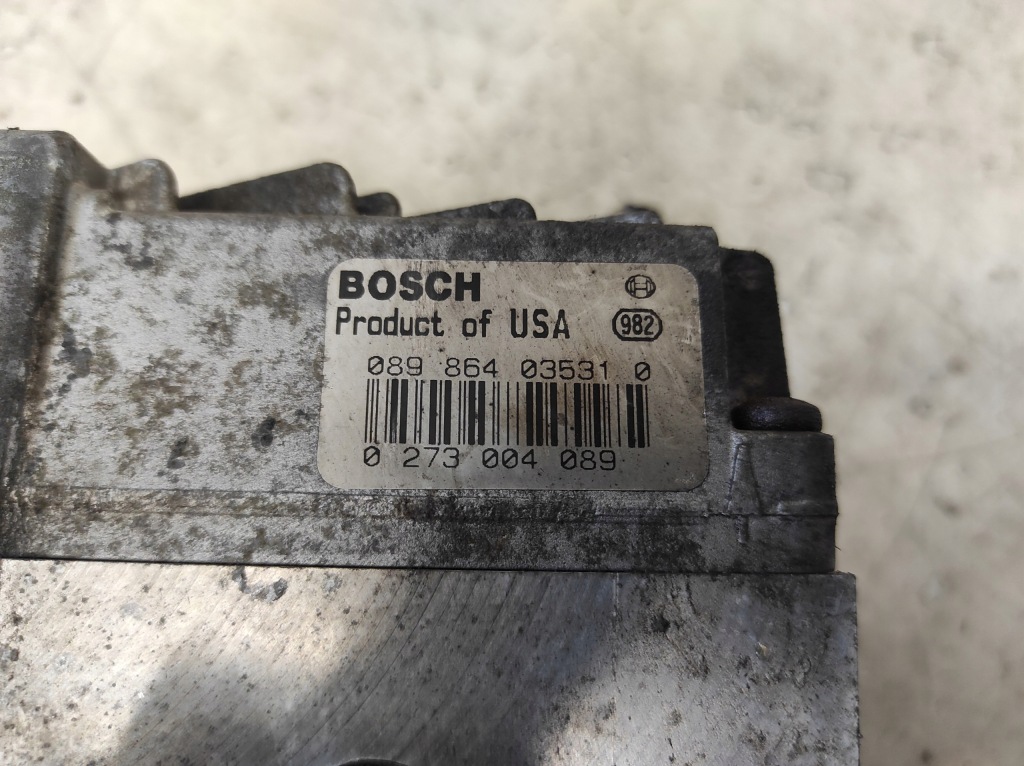 BOSCH
Product of USA 982
089 864 03531 0
0 273 004 089